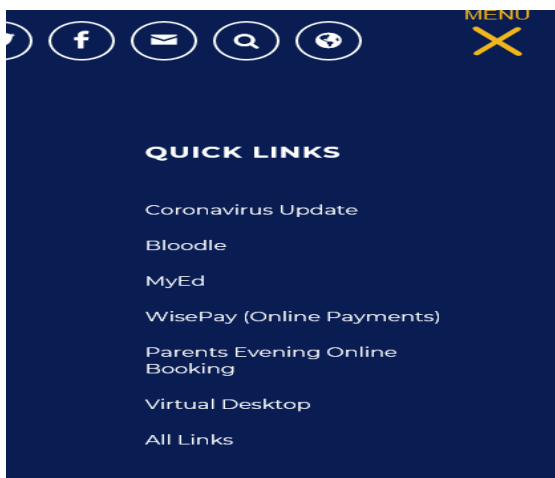 MENU
QUICK LINKS
Coronavirus Update
Bloodle
MyEd
WisePay (Online Payments)
Parents Evening Online
Booking
Virtual Desktop
All Links